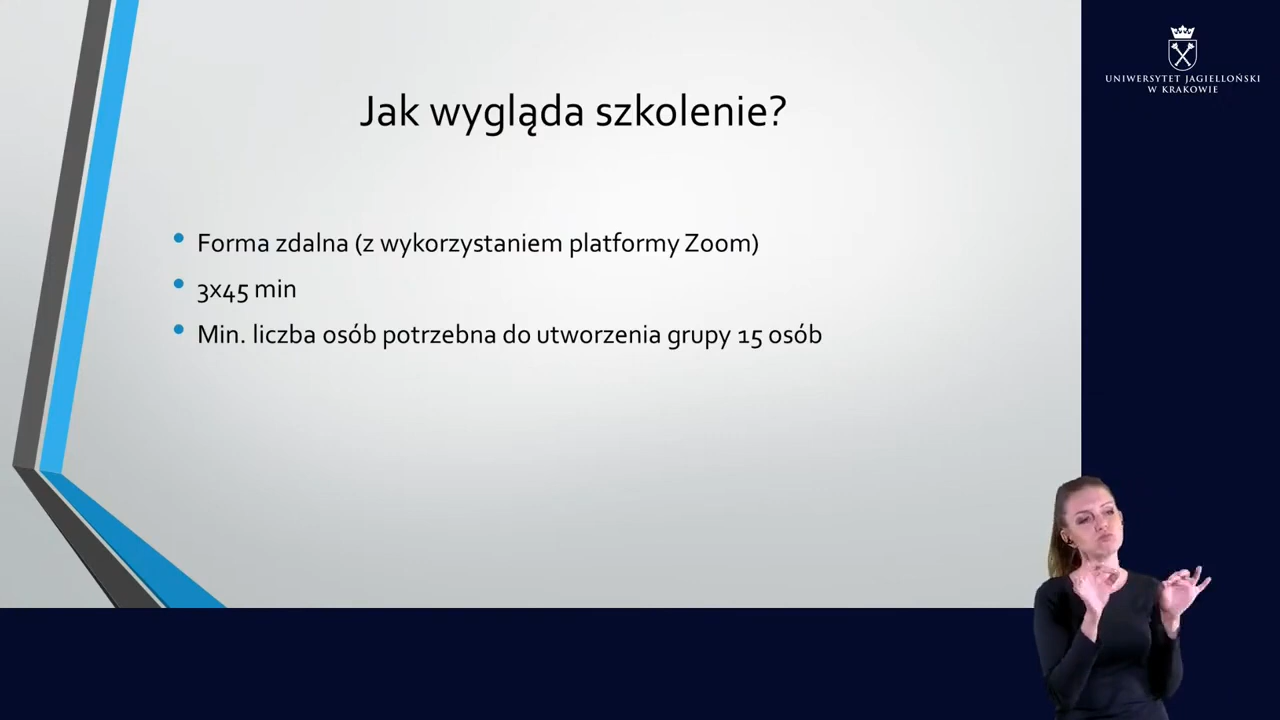 Jak wygląda szkolenie?
Forma zdalna (z wykorzystaniem platformy Zoom)
3x45 min
Min. liczba osób potrzebna do utworzenia grupy 15 osób
UNIWERSYTET JAGIELLOŃSKI
W KRAKOWIE